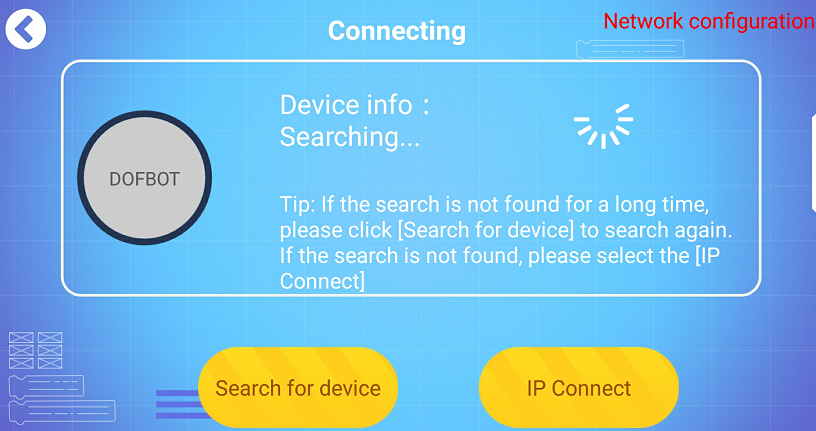 Connecting
Network configuration
Device info :
Searching...
DOFBOT
Tip: If the search is not found for a long time,
please click [Search for device] to search again.
If the search is not found, please select the [IP
Connect]
Search for device
IP Connect